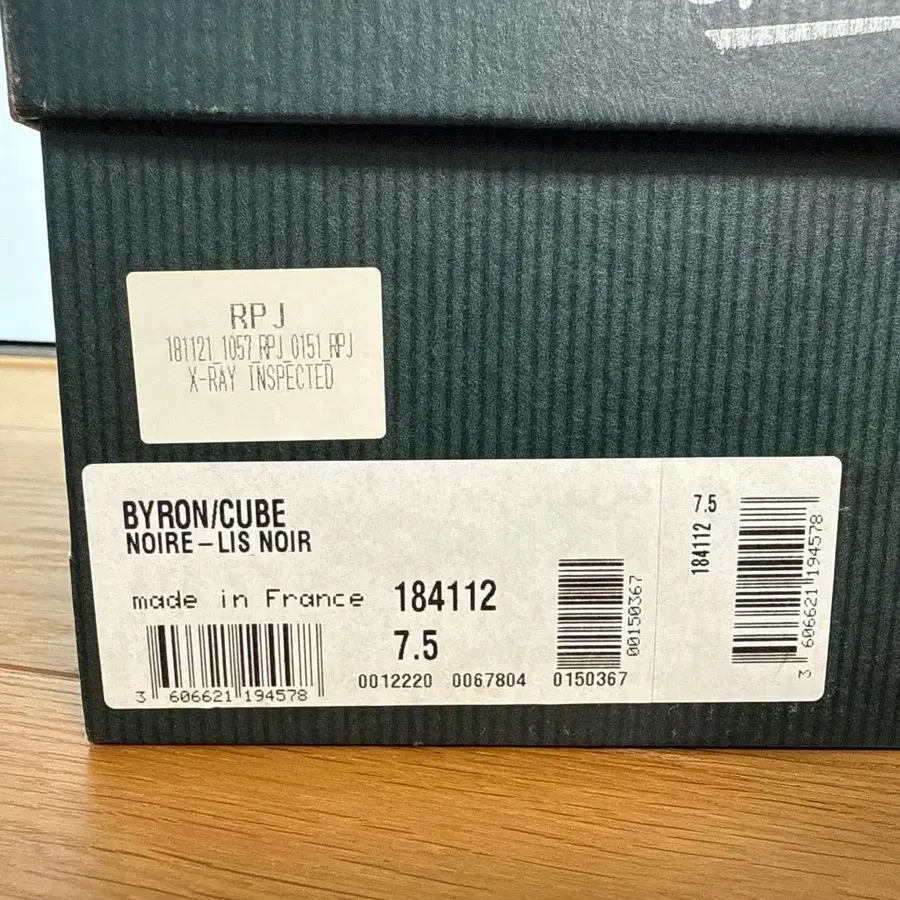 RPJ
181121_1057_RPJ_0151_RPJ
X-RAY INSPECTED
BYRON/CUBE
NOIRE-LIS NOIR
made in France 184112
7.5
3 606621 194578
0012220 0067804 0150367
00150367
7.5
184112
3 606621 194578